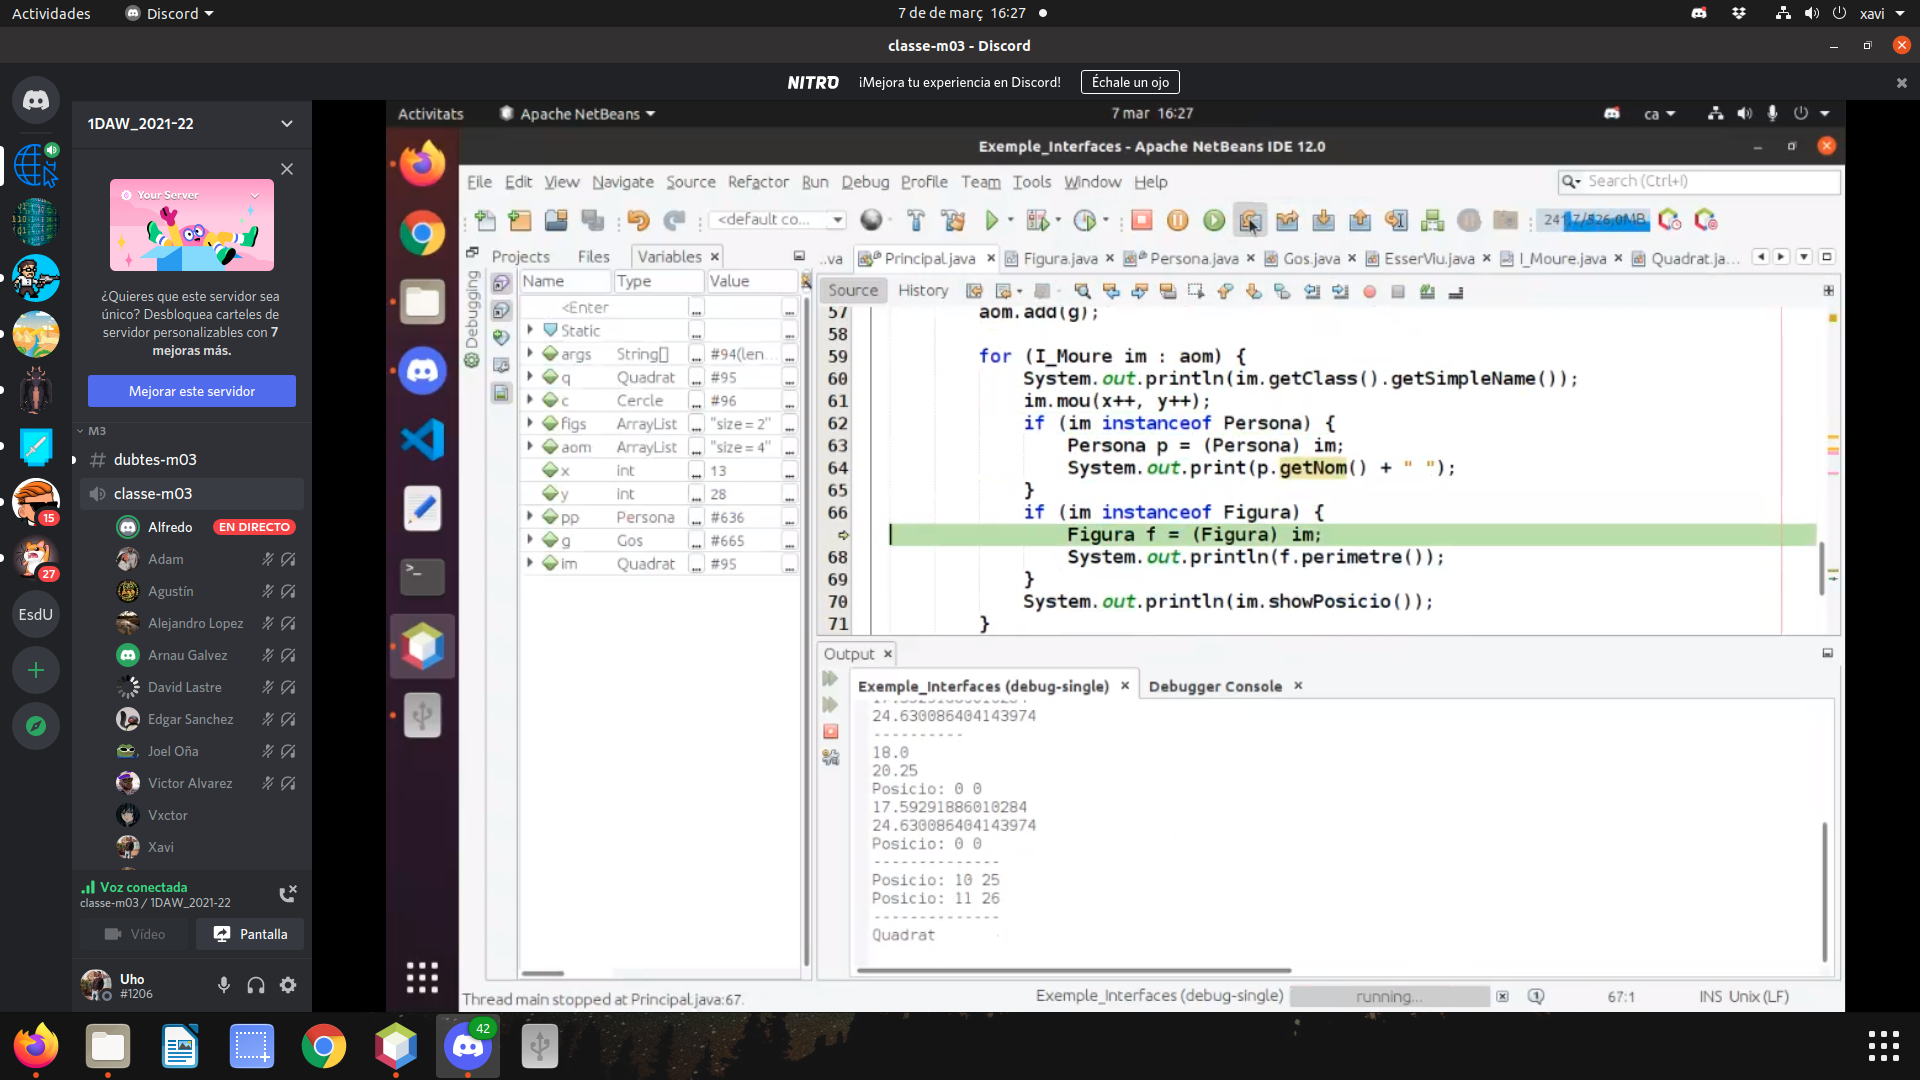 Actividades
Discord
7 de de març 16:27
xavi
classe-m03 - Discord
NITRO ¡Mejora tu experiencia en Discord! Échale un ojo
1DAW_2021-22
Your Server
¿Quieres que este servidor sea
único? Desbloquea carteles de
servidor personalizables con 7
mejoras más.
Mejorar este servidor
M3
dubtes-m03
classe-m03
Alfredo EN DIRECTO
Adam
Agustín
Alejandro Lopez
Arnau Galvez
David Lastre
Edgar Sanchez
Joel Oña
Victor Alvarez
Vxctor
Xavi
Voz conectada
classe-m03 / 1DAW_2021-22
Vídeo
Pantalla
Uho
#1206
15
27
EsdU
42
Activitats
Apache NetBeans
7 mar 16:27
ca
Exemple_Interfaces - Apache NetBeans IDE 12.0
File Edit View Navigate Source Refactor Run Debug Profile Team Tools Window Help
Search (Ctrl+I)
<default co...
241,7/526,0MB
Projects Files Variables
Debugging
Name Type Value
<Enter
Static
args String[] #94(len...
q Quadrat #95
c Cercle #96
figs ArrayList "size = 2"
aom ArrayList "size = 4"
x int 13
y int 28
pp Persona #636
g Gos #665
im Quadrat #95
...va Principal.java Figura.java Persona.java Gos.java EsserViu.java I_Moure.java Quadrat.ja...
Source History
57 aom.add(g);
58
59 for (I_Moure im : aom) {
60 System.out.println(im.getClass().getSimpleName());
61 im.mou(x++, y++);
62 if (im instanceof Persona) {
63 Persona p = (Persona) im;
64 System.out.print(p.getNom() + " ");
65 }
66 if (im instanceof Figura) {
Figura f = (Figura) im;
68 System.out.println(f.perimetre());
69 }
70 System.out.println(im.showPosicio());
71 }
Output
Exemple_Interfaces (debug-single) Debugger Console
24.630086404143974
----------
18.0
20.25
Posicio: 0 0
17.59291886010284
24.630086404143974
Posicio: 0 0
--------------
Posicio: 10 25
Posicio: 11 26
--------------
Quadrat
Thread main stopped at Principal.java:67.
Exemple_Interfaces (debug-single) running... 1 67:1 INS Unix (LF)